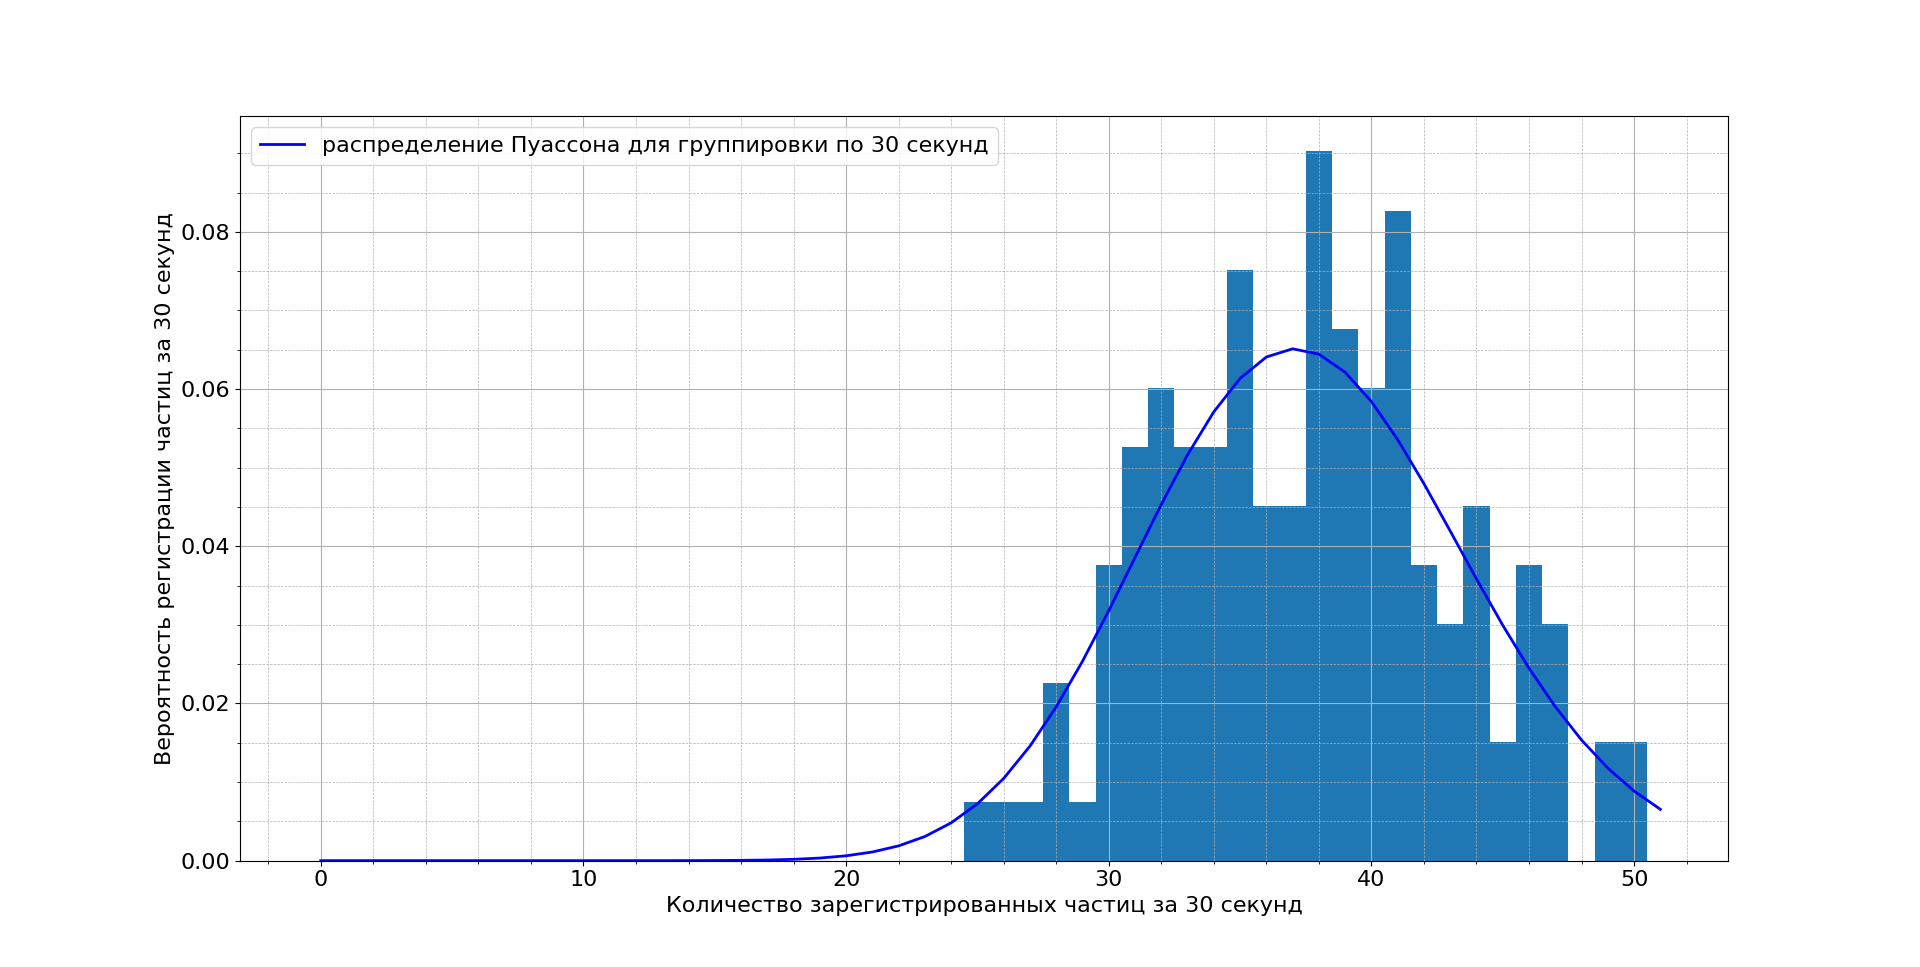 распределение Пуассона для группировки по 30 секунд
Вероятность регистрации частиц за 30 секунд
0.08
0.06
0.04
0.02
0.00
0 10 20 30 40 50
Количество зарегистрированных частиц за 30 секунд